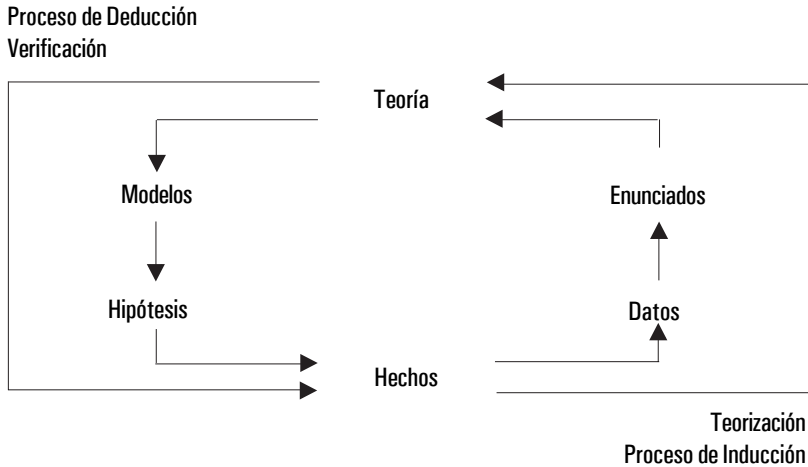 Proceso de Deducción
Verificación
Teoría
Modelos
Enunciados
Hipótesis
Datos
Hechos
Teorización
Proceso de Inducción